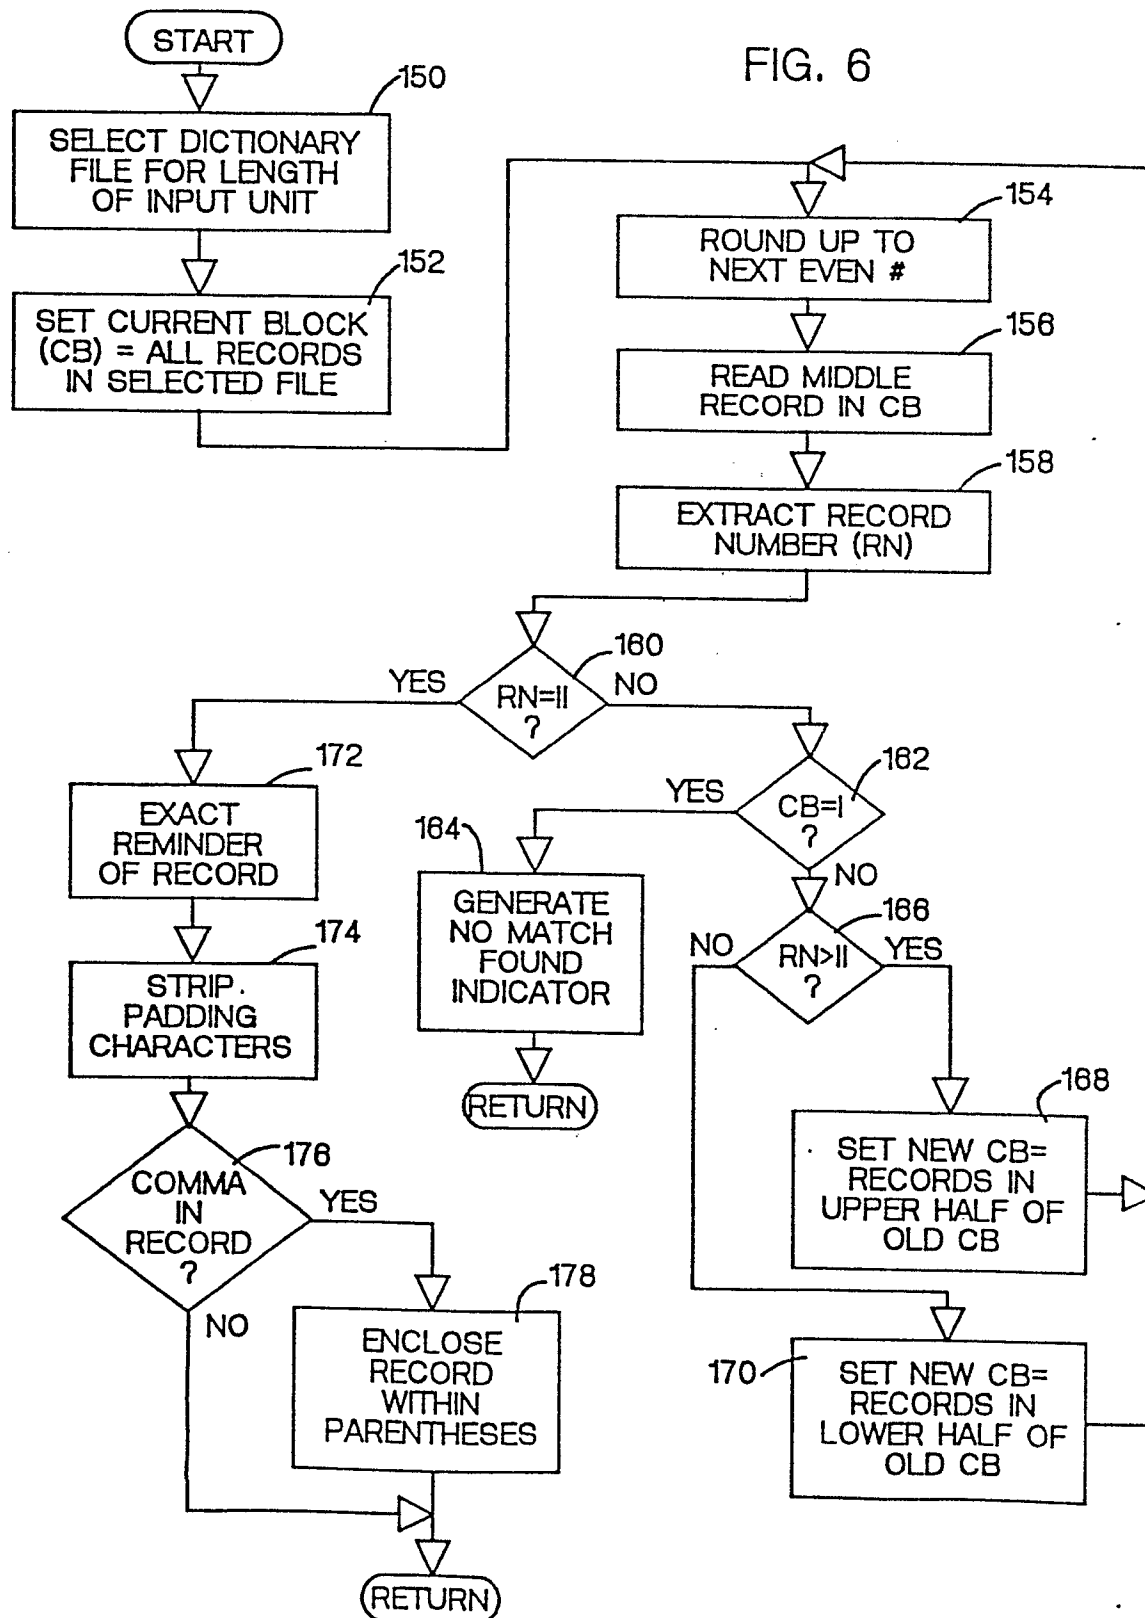 START
FIG. 6
150
SELECT DICTIONARY
FILE FOR LENGTH
OF INPUT UNIT
152
SET CURRENT BLOCK
(CB) = ALL RECORDS
IN SELECTED FILE
154
ROUND UP TO
NEXT EVEN #
156
READ MIDDLE
RECORD IN CB
158
EXTRACT RECORD
NUMBER (RN)
160
YES
RN=II
?
NO
172
EXACT
REMINDER
OF RECORD
162
YES
CB=I
?
NO
164
GENERATE
NO MATCH
FOUND
INDICATOR
RETURN
166
NO
RN>II
?
YES
174
STRIP.
PADDING
CHARACTERS
168
SET NEW CB=
RECORDS IN
UPPER HALF OF
OLD CB
176
COMMA
IN
RECORD
?
YES
NO
178
ENCLOSE
RECORD
WITHIN
PARENTHESES
170
SET NEW CB=
RECORDS IN
LOWER HALF OF
OLD CB
RETURN